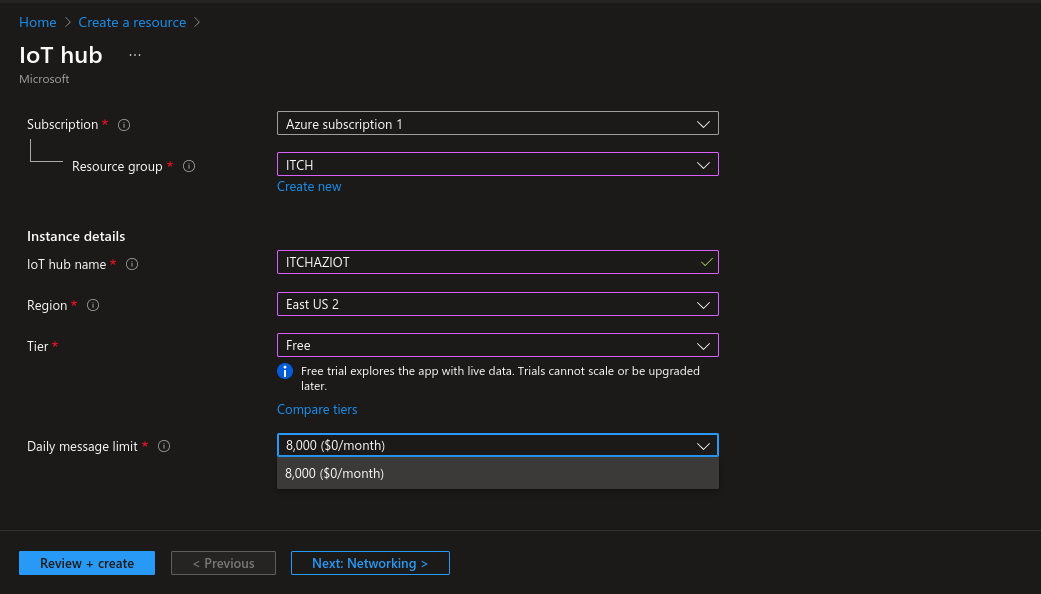 Home > Create a resource >
IoT hub ...
Microsoft
Subscription * Azure subscription 1
Resource group * ITCH
Create new
Instance details
IoT hub name * ITCHAZIOT
Region * East US 2
Tier * Free
Free trial explores the app with live data. Trials cannot scale or be upgraded
later.
Compare tiers
Daily message limit * 8,000 ($0/month)
8,000 ($0/month)
Review + create < Previous Next: Networking >